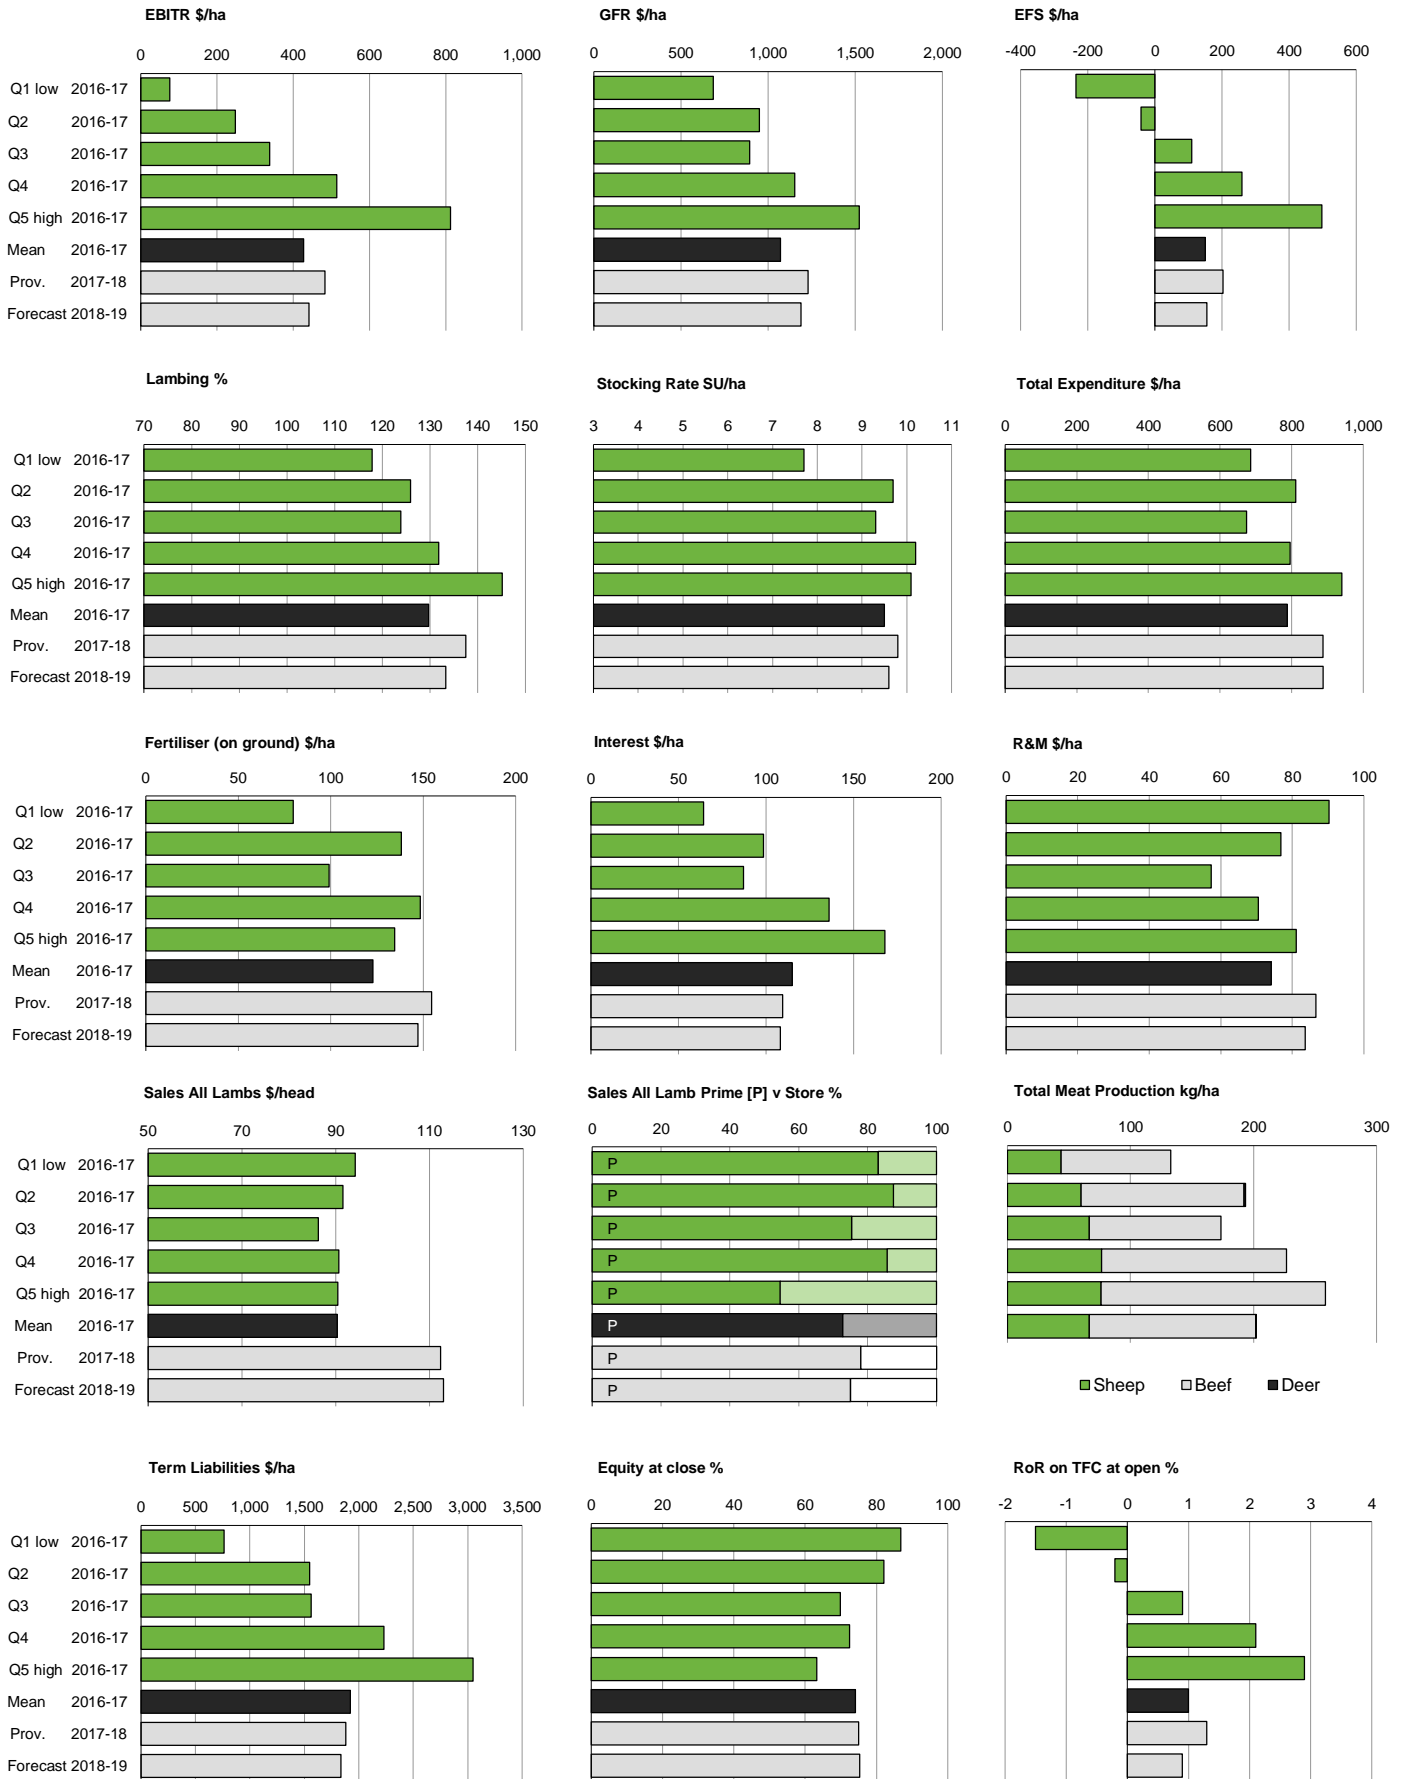 EBITR $/ha
0 200 400 600 800 1,000
Q1 low 2016-17
Q2 2016-17
Q3 2016-17
Q4 2016-17
Q5 high 2016-17
Mean 2016-17
Prov. 2017-18
Forecast 2018-19
GFR $/ha
0 500 1,000 1,500 2,000
EFS $/ha
-400 -200 0 200 400 600
Lambing %
70 80 90 100 110 120 130 140 150
Q1 low 2016-17
Q2 2016-17
Q3 2016-17
Q4 2016-17
Q5 high 2016-17
Mean 2016-17
Prov. 2017-18
Forecast 2018-19
Stocking Rate SU/ha
3 4 5 6 7 8 9 10 11
Total Expenditure $/ha
0 200 400 600 800 1,000
Fertiliser (on ground) $/ha
0 50 100 150 200
Q1 low 2016-17
Q2 2016-17
Q3 2016-17
Q4 2016-17
Q5 high 2016-17
Mean 2016-17
Prov. 2017-18
Forecast 2018-19
Interest $/ha
0 50 100 150 200
R&M $/ha
0 20 40 60 80 100
Sales All Lambs $/head
50 70 90 110 130
Q1 low 2016-17
Q2 2016-17
Q3 2016-17
Q4 2016-17
Q5 high 2016-17
Mean 2016-17
Prov. 2017-18
Forecast 2018-19
Sales All Lamb Prime [P] v Store %
0 20 40 60 80 100
P
P
P
P
P
P
P
P
Total Meat Production kg/ha
0 100 200 300
Sheep Beef Deer
Term Liabilities $/ha
0 500 1,000 1,500 2,000 2,500 3,000 3,500
Q1 low 2016-17
Q2 2016-17
Q3 2016-17
Q4 2016-17
Q5 high 2016-17
Mean 2016-17
Prov. 2017-18
Forecast 2018-19
Equity at close %
0 20 40 60 80 100
RoR on TFC at open %
-2 -1 0 1 2 3 4